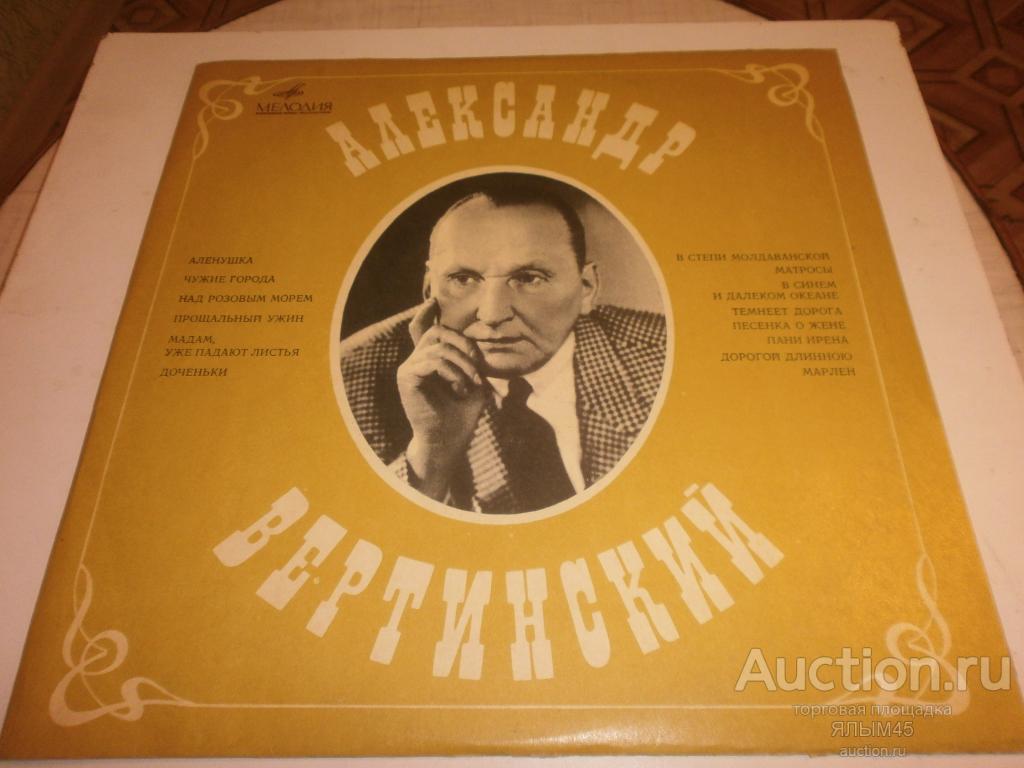 МЕЛОДИЯ
АЛЕКСАНДР
АЛЕНУШКА
ЧУЖИЕ ГОРОДА
НАД РОЗОВЫМ МОРЕМ
ПРОЩАЛЬНЫЙ УЖИН
МАДАМ,
УЖЕ ПАДАЮТ ЛИСТЬЯ
ДОЧЕНЬКИ
В СТЕПИ МОЛДАВАНСКОЙ
МАТРОСЫ
В СИНЕМ
И ДАЛЕКОМ ОКЕАНЕ
ТЕМНЕЕТ ДОРОГА
ПЕСЕНКА О ЖЕНЕ
ПАНИ ИРЕНА
ДОРОГОЙ ДЛИННОЮ
МАРЛЕН
ВЕРТИНСКИЙ
Auction.ru
торговая площадка
ЯЛЫМ45
auction.ru